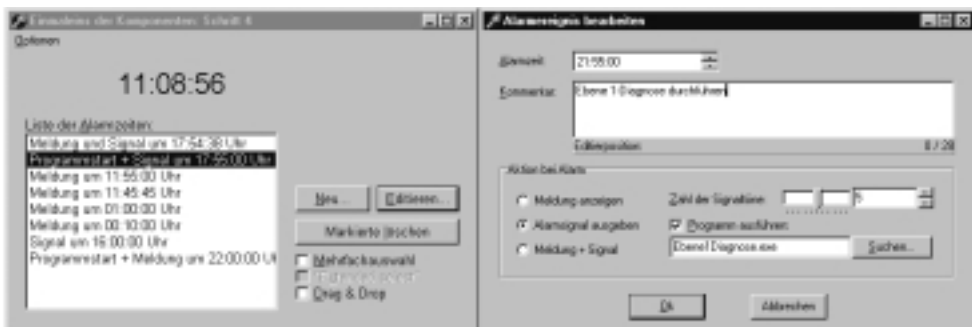 Einmaleins der Komponenten: Schritt 4
Optionen
11:08:56
Liste der Alarmzeiten:
Meldung und Signal um 17:54:38 Uhr
Programmstart + Signal um 17:55:00 Uhr
Meldung um 11:55:00 Uhr
Meldung um 11:45:45 Uhr
Meldung um 01:00:00 Uhr
Meldung um 00:10:00 Uhr
Signal um 16:00:00 Uhr
Programmstart + Meldung um 22:00:00 Uh
Neu...
Editieren...
Markierte löschen
Mehrfachauswahl
"Extended select"
Drag & Drop
Alarmereignis bearbeiten
Alarmzeit:
21:55:00
Kommentar:
Ebene 1-Diagnose durchführen
Editierposition
0 / 28
Aktion bei Alarm
Meldung anzeigen
Alarmsignal ausgeben
Meldung + Signal
Zahl der Signaltöne:
5
Programm ausführen:
Ebene1Diagnose.exe
Suchen...
Ok
Abbrechen